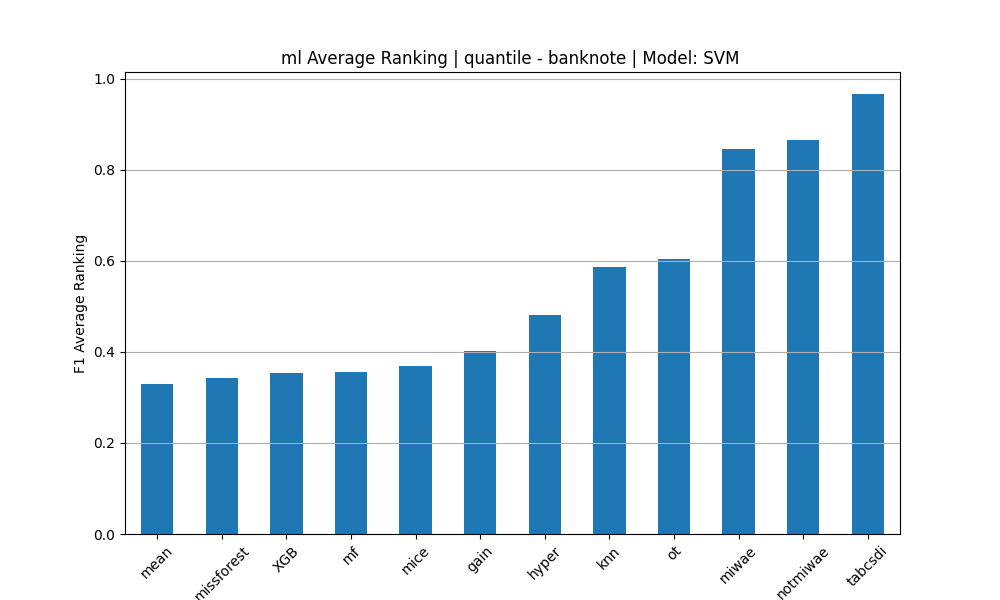 ml Average Ranking | quantile - banknote | Model: SVM
F1 Average Ranking
1.0
0.8
0.6
0.4
0.2
0.0
mean
missforest
XGB
mf
mice
gain
hyper
knn
ot
miwae
notmiwae
tabcsdi